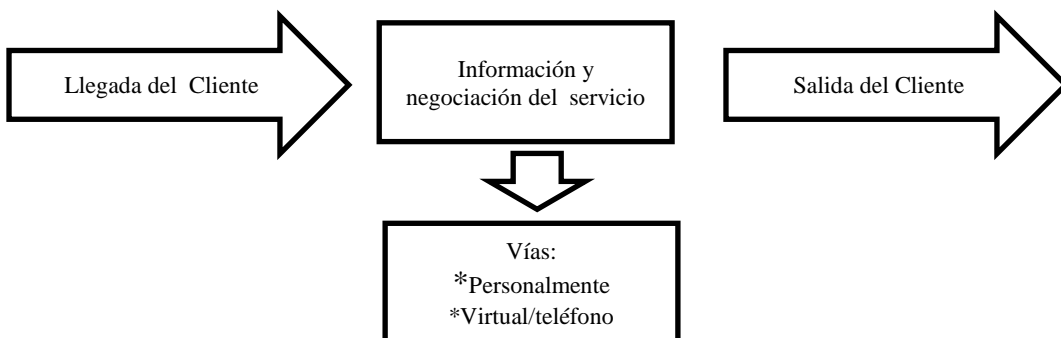 Llegada del Cliente
Información y
negociación del servicio
Salida del Cliente
Vías:
*Personalmente
*Virtual/teléfono